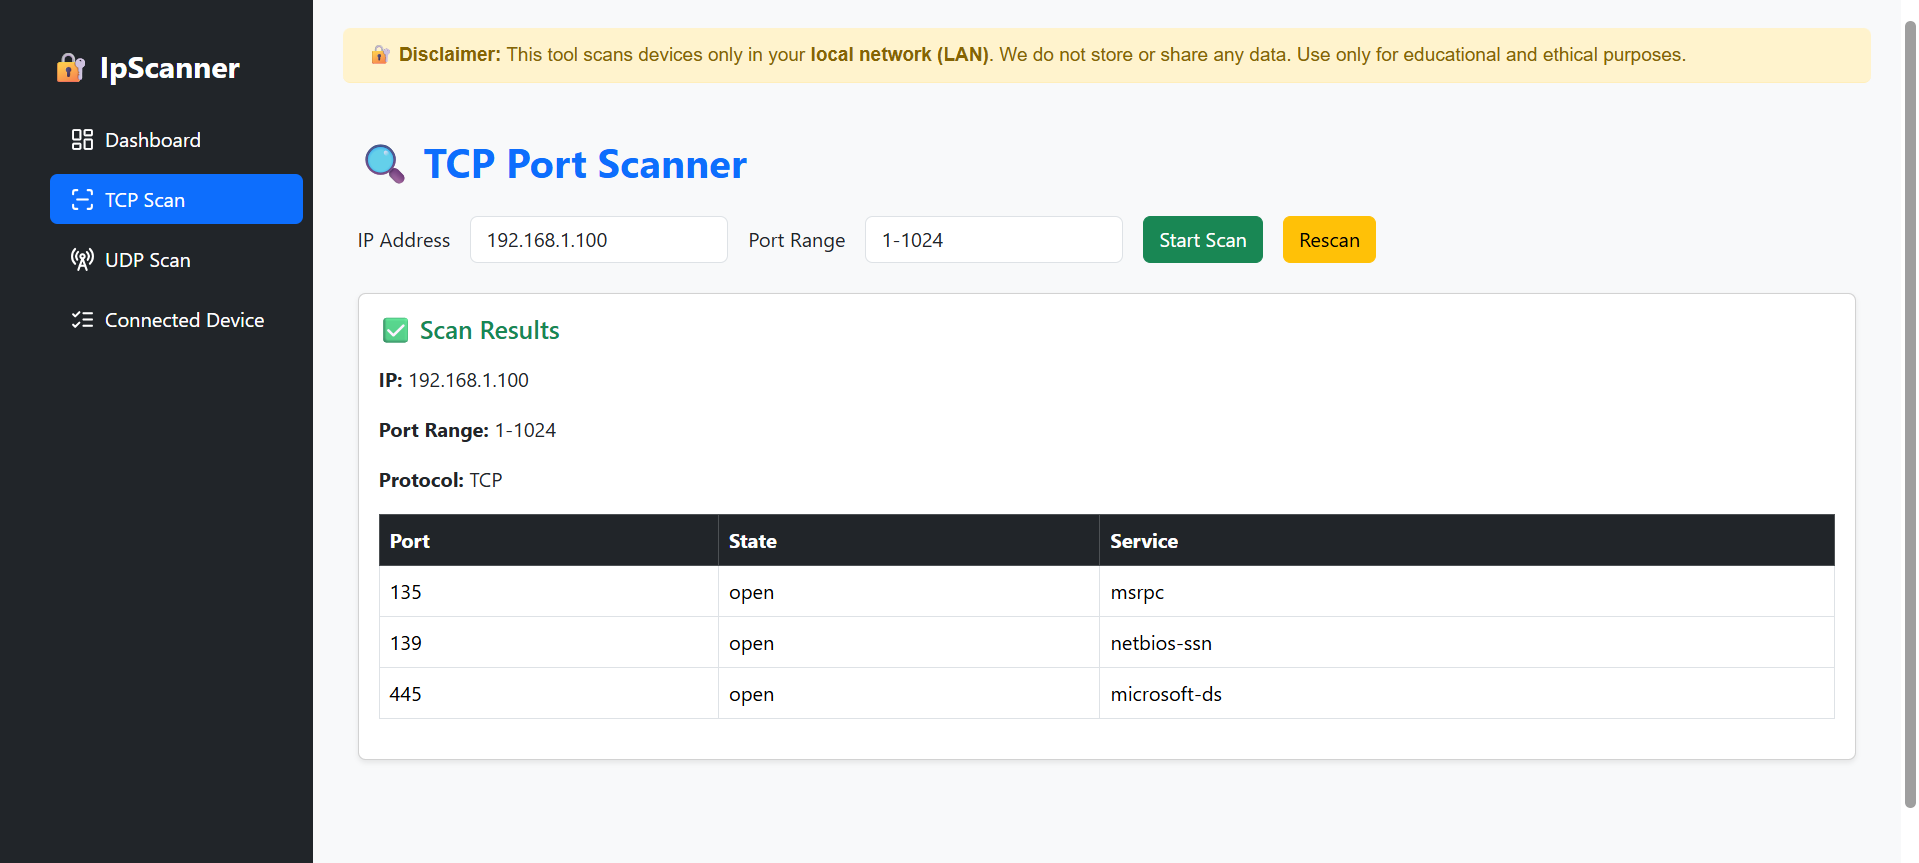 IpScanner
Dashboard
TCP Scan
UDP Scan
Connected Device
Disclaimer: This tool scans devices only in your local network (LAN). We do not store or share any data. Use only for educational and ethical purposes.
TCP Port Scanner
IP Address 192.168.1.100 Port Range 1-1024 Start Scan Rescan
Scan Results
IP: 192.168.1.100
Port Range: 1-1024
Protocol: TCP
Port State Service
135 open msrpc
139 open netbios-ssn
445 open microsoft-ds